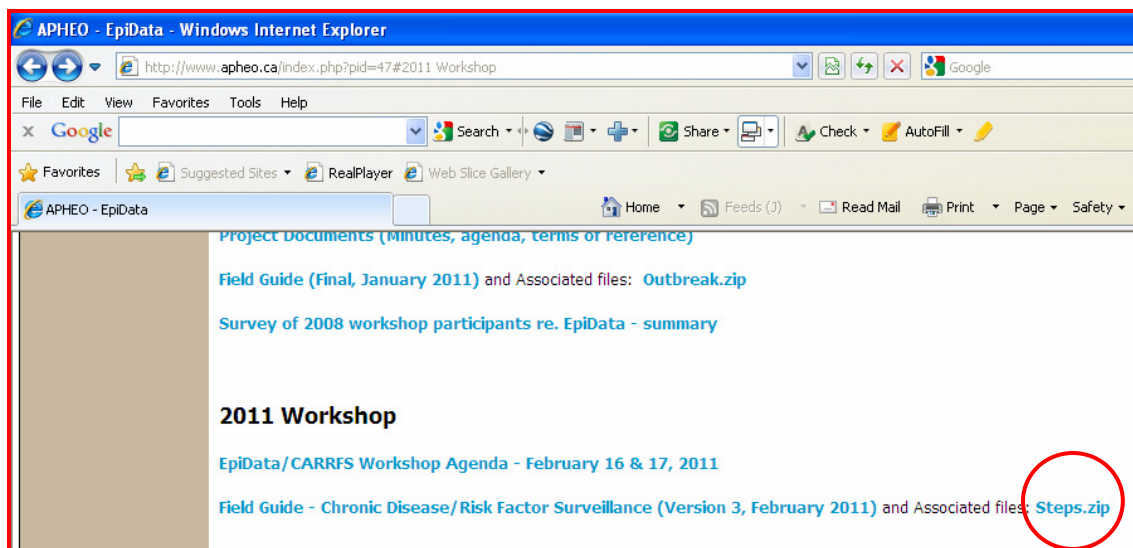 APHEO - EpiData - Windows Internet Explorer
http://www.apheo.ca/index.php?pid=47#2011 Workshop
Google
File Edit View Favorites Tools Help
x Google Search Share Check AutoFill
Favorites Suggested Sites RealPlayer Web Slice Gallery
APHEO - EpiData Home Feeds (J) Read Mail Print Page Safety
Project Documents (Minutes, agenda, terms of reference)
Field Guide (Final, January 2011) and Associated files: Outbreak.zip
Survey of 2008 workshop participants re. EpiData - summary
2011 Workshop
EpiData/CARRFS Workshop Agenda - February 16 & 17, 2011
Field Guide - Chronic Disease/Risk Factor Surveillance (Version 3, February 2011) and Associated files: Steps.zip